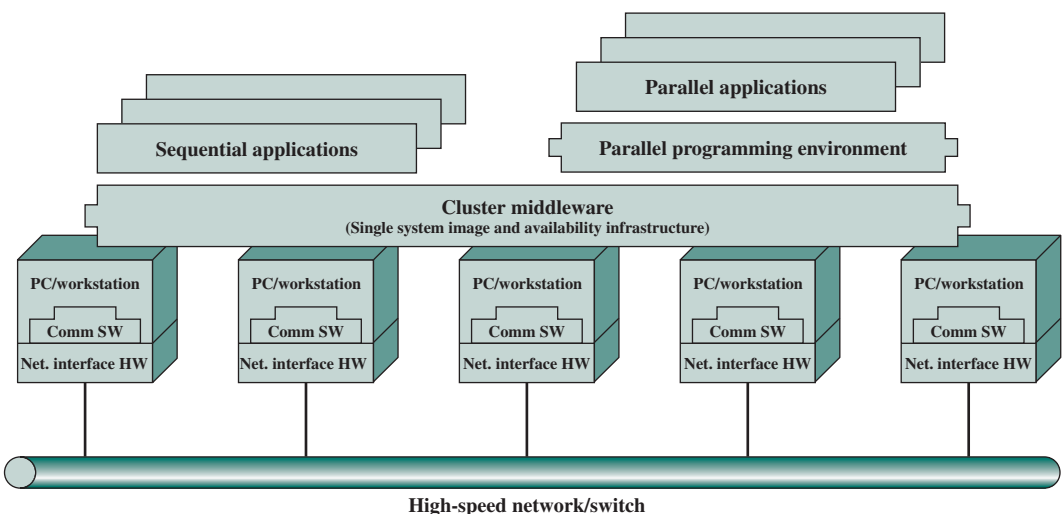 Parallel applications
Sequential applications
Parallel programming environment
Cluster middleware
(Single system image and availability infrastructure)
PC/workstation
Comm SW
Net. interface HW
PC/workstation
Comm SW
Net. interface HW
PC/workstation
Comm SW
Net. interface HW
PC/workstation
Comm SW
Net. interface HW
PC/workstation
Comm SW
Net. interface HW
High-speed network/switch